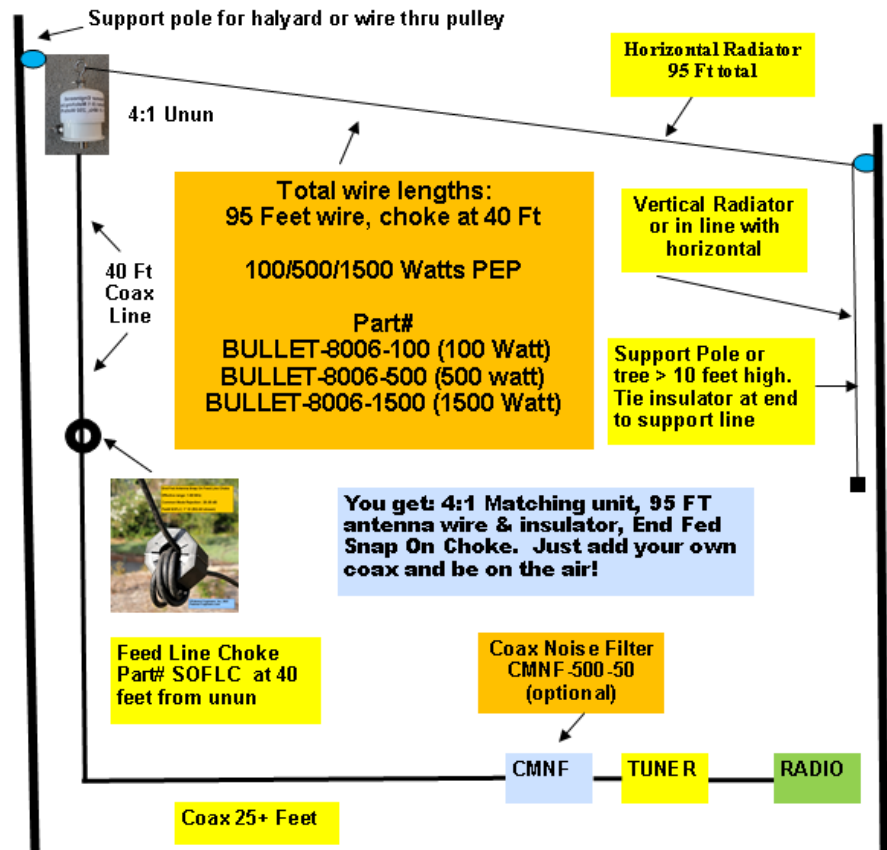 Support pole for halyard or wire thru pulley
Horizontal Radiator
95 Ft total
4:1 Unun
Total wire lengths:
95 Feet wire, choke at 40 Ft
100/500/1500 Watts PEP
Part#
BULLET-8006-100 (100 Watt)
BULLET-8006-500 (500 watt)
BULLET-8006-1500 (1500 Watt)
Vertical Radiator
or in line with
horizontal
40 Ft
Coax
Line
Support Pole or
tree > 10 feet high.
Tie insulator at end
to support line
You get: 4:1 Matching unit, 95 FT
antenna wire & insulator, End Fed
Snap On Choke.  Just add your own
coax and be on the air!
Feed Line Choke
Part# SOFLC  at 40
feet from unun
Coax Noise Filter
CMNF-500-50
(optional)
CMNF
TUNER
RADIO
Coax 25+ Feet